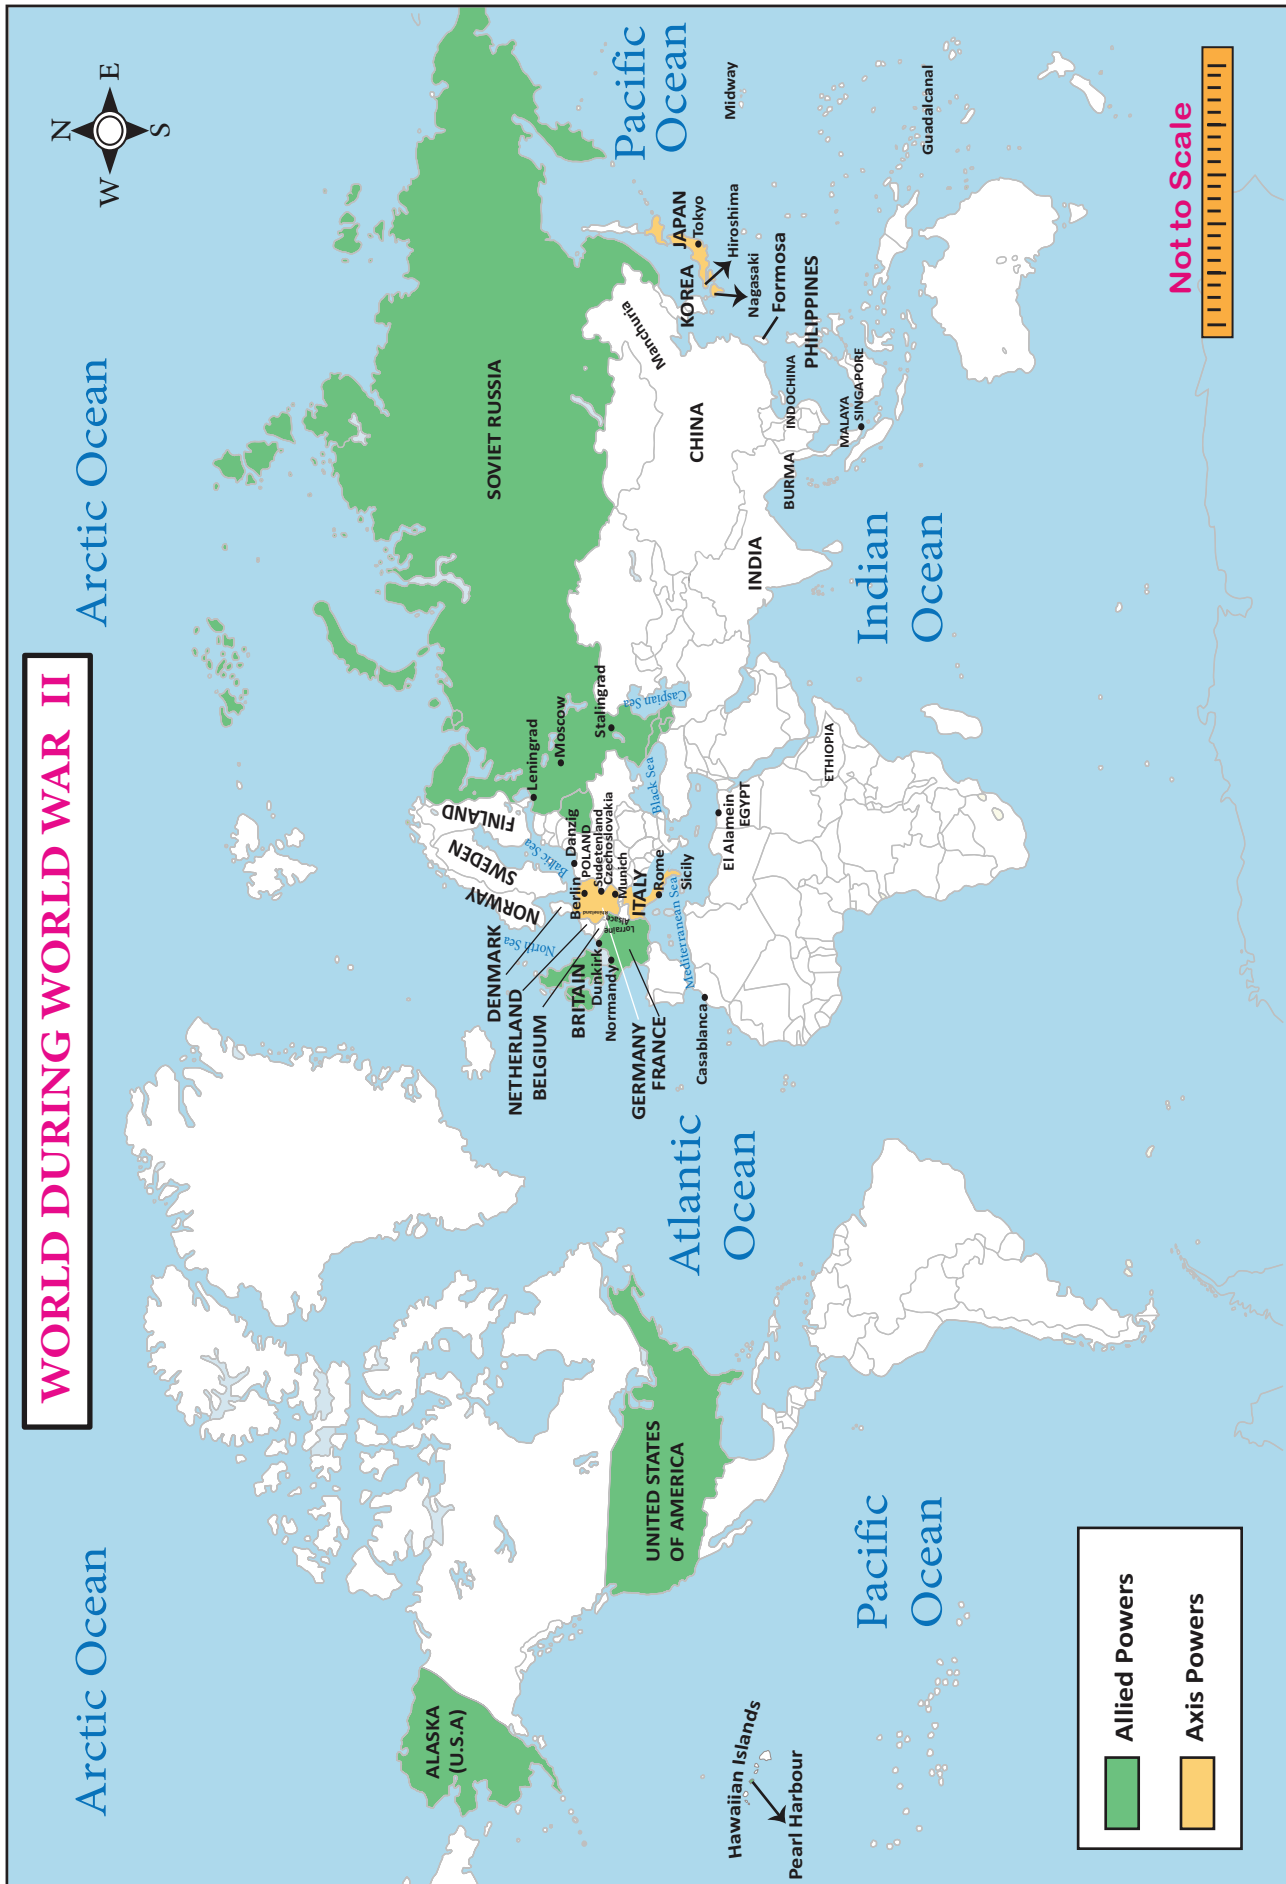 WORLD DURING WORLD WAR II
Arctic Ocean
Arctic Ocean
N
W
E
S
ALASKA
(U.S.A)
UNITED STATES
OF AMERICA
Hawaiian Islands
Pearl Harbour
Pacific
Ocean
Atlantic
Ocean
NORWAY
SWEDEN
FINLAND
DENMARK
NETHERLAND
BELGIUM
BRITAIN
Dunkirk
Normandy
GERMANY
FRANCE
North Sea
Baltic Sea
Leningrad
Moscow
Stalingrad
Danzig
Berlin
POLAND
Sudetenland
Czechoslovakia
Munich
Rhineland
Alsace
Lorraine
ITALY
Rome
Sicily
Mediterranean Sea
Black Sea
Caspian Sea
Casablanca
El Alamein
EGYPT
ETHIOPIA
SOVIET RUSSIA
Manchuria
CHINA
INDIA
BURMA
INDOCHINA
MALAYA
SINGAPORE
PHILIPPINES
Formosa
KOREA
JAPAN
Tokyo
Hiroshima
Nagasaki
Pacific
Ocean
Midway
Guadalcanal
Indian
Ocean
Allied Powers
Axis Powers
Not to Scale